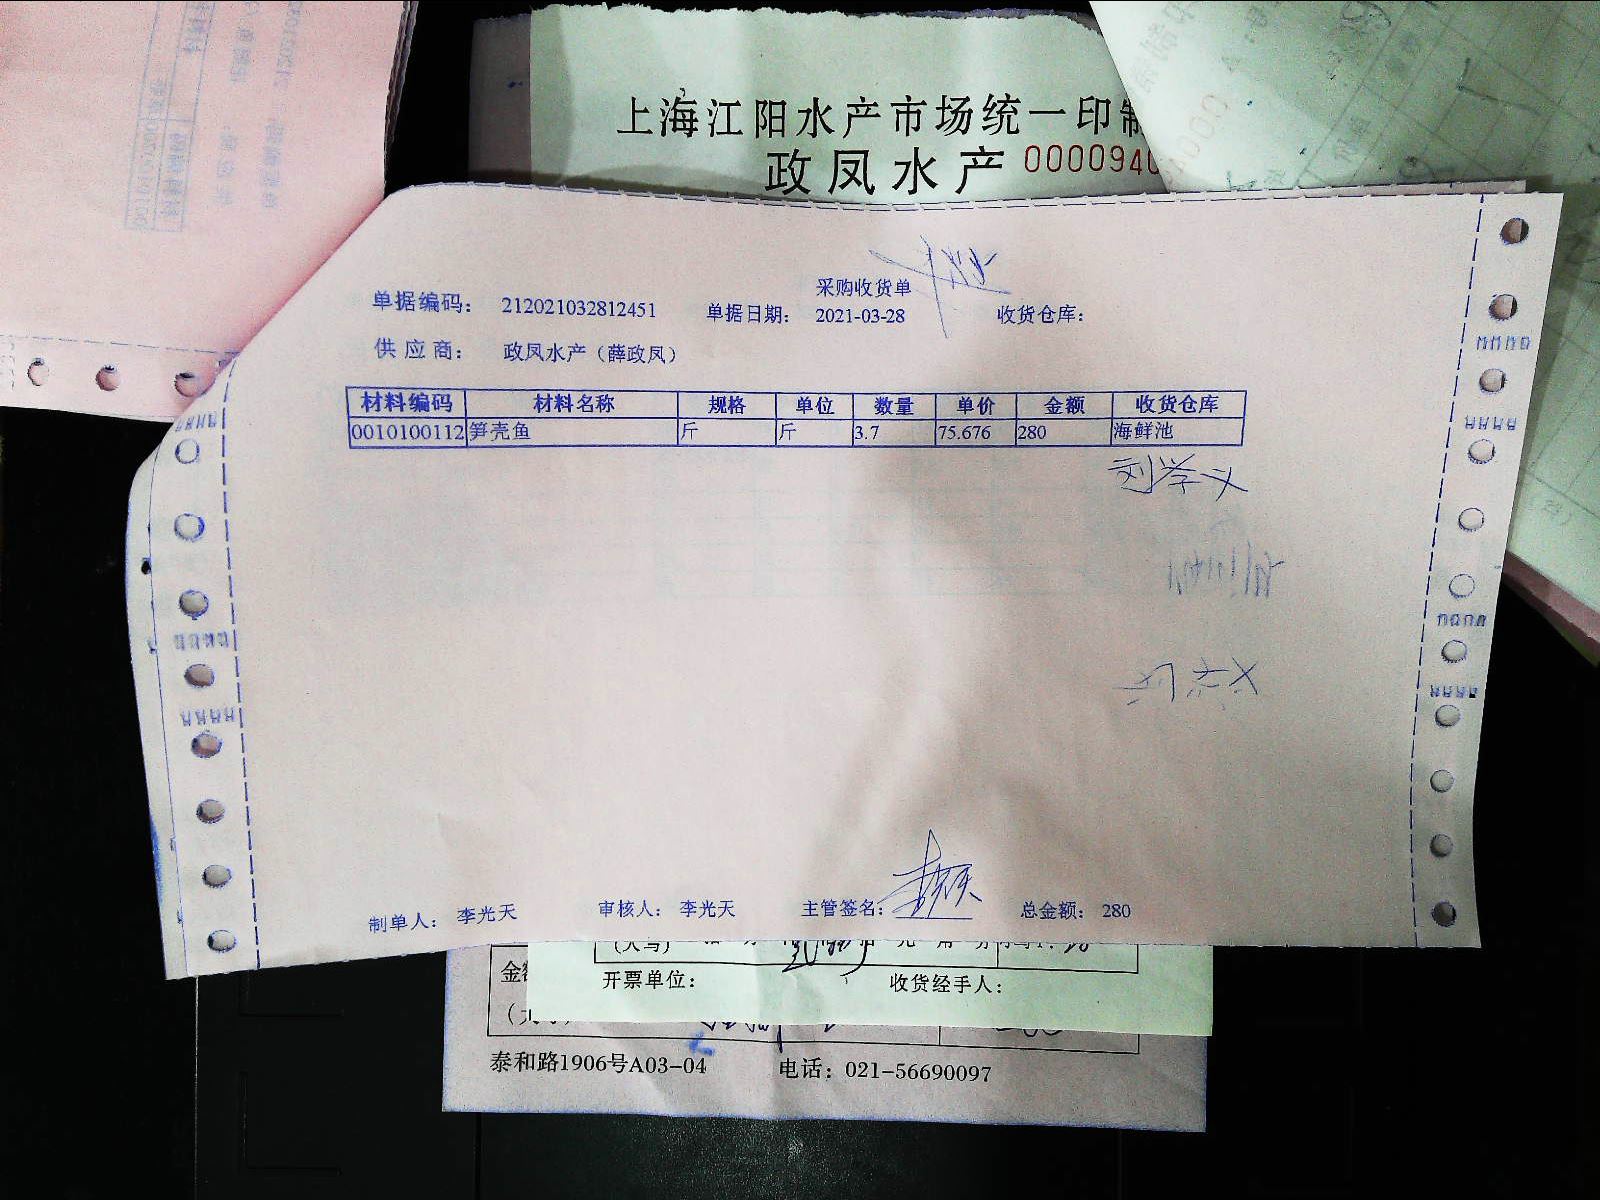 上海江阳水产市场统一印制
政凤水产 0000940
采购收货单
单据编码： 212021032812451 单据日期： 2021-03-28 收货仓库：
供应商： 政凤水产（薛政凤）
材料编码 材料名称 规格 单位 数量 单价 金额 收货仓库
0010100112 笋壳鱼 斤 斤 3.7 75.676 280 海鲜池
刘学义
制单人： 李光天 审核人： 李光天 主管签名： 总金额： 280
(大写)
开票单位： 收货经手人：
泰和路1906号A03-04 电话：021-56690097